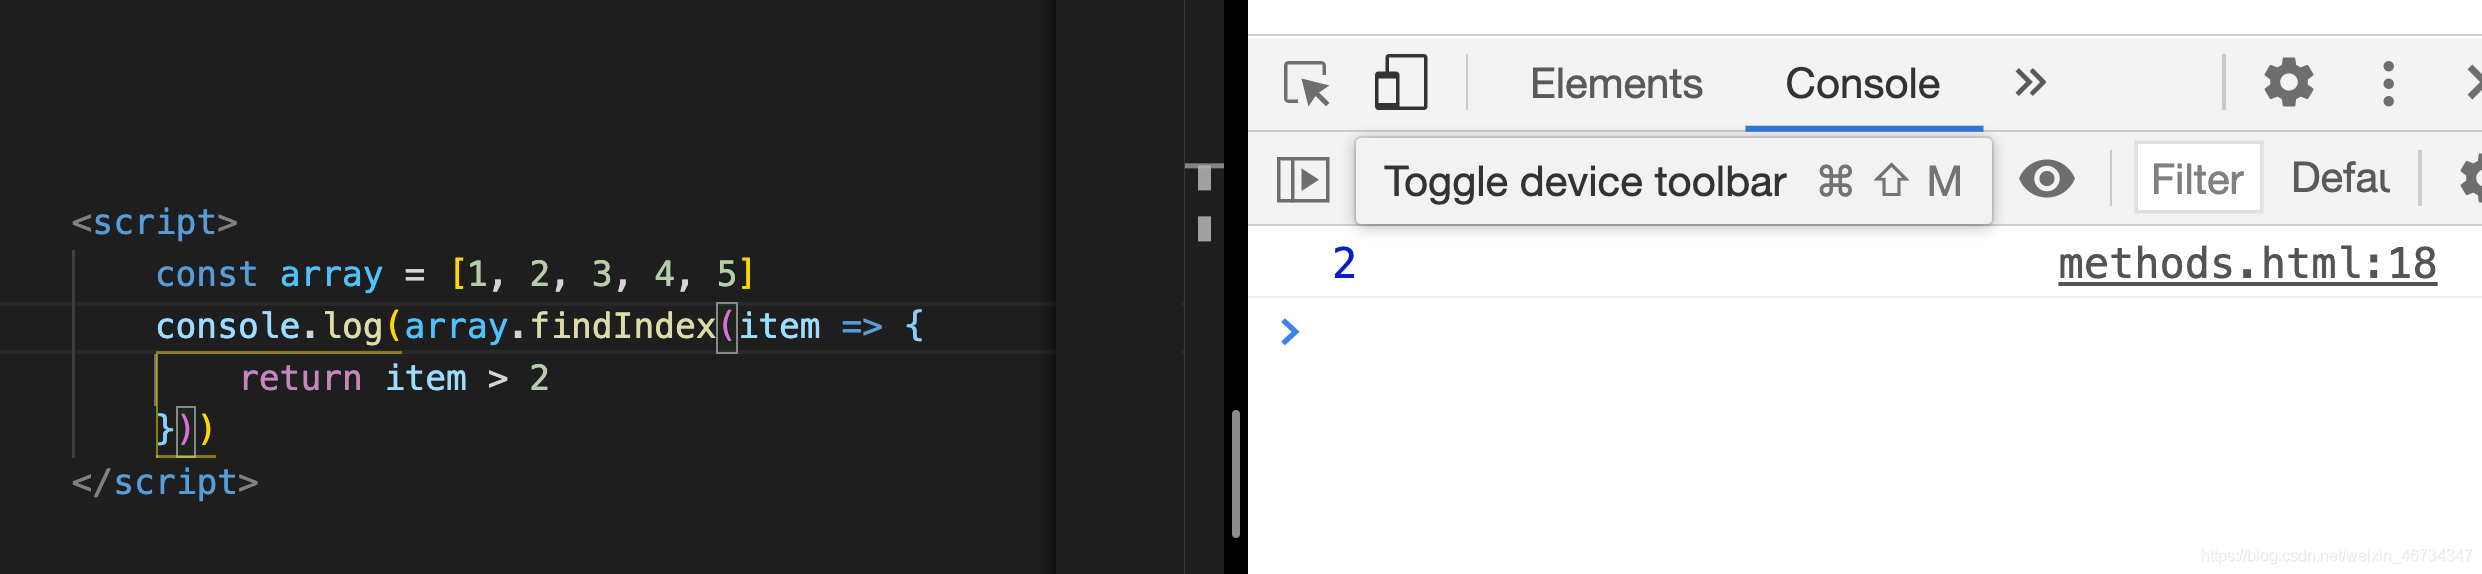 <script>
const array = [1, 2, 3, 4, 5]
console.log(array.findIndex(item => {
return item > 2
}))
</script>
Elements Console
Toggle device toolbar ⌘ ⇧ M Filter Defau
2 methods.html:18
https://blog.csdn.net/weixin_46734347